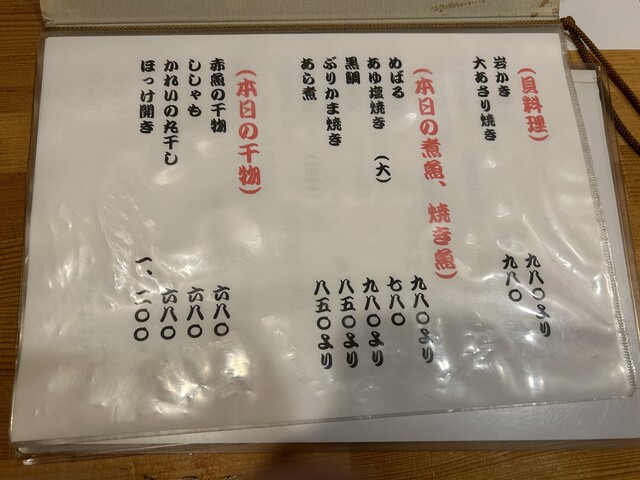 (貝料理)
岩かき 九八〇より
大あさり焼き 九八〇
(本日の煮魚、焼き魚)
めばる 九八〇より
あゆ塩焼き (大) 七八〇
黒鯛 九八〇より
ぶりかま焼き 八五〇より
あら煮 八五〇より
(本日の干物)
赤魚の干物 六八〇
ししゃも 六八〇
かれいの丸干し 六八〇
ほっけ開き 一、二〇〇